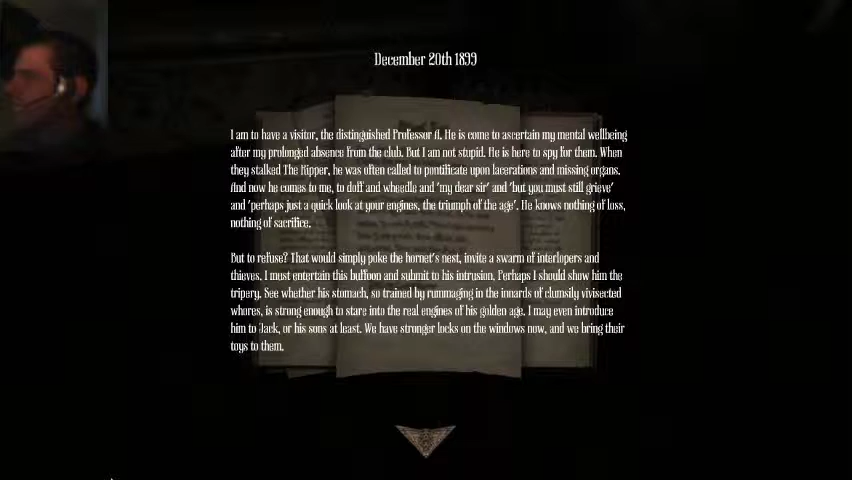 December 20th 1899
I am to have a visitor, the distinguished Professor A. He is come to ascertain my mental wellbeing
after my prolonged absence from the club. But I am not stupid. He is here to spy for them. When
they stalked The Ripper, he was often called to pontificate upon lacerations and missing organs.
And now he comes to me, to doff and wheedle and 'my dear sir' and 'but you must still grieve'
and 'perhaps just a quick look at your engines, the triumph of the age'. He knows nothing of loss,
nothing of sacrifice.
But to refuse? That would simply poke the hornet's nest, invite a swarm of interlopers and
thieves. I must entertain this buffoon and submit to his intrusion. Perhaps I should show him the
tripery. See whether his stomach, so trained by rummaging in the innards of clumsily vivisected
whores, is strong enough to stare into the real engines of his golden age. I may even introduce
him to Jack, or his sons at least. We have stronger locks on the windows now, and we bring their
toys to them.